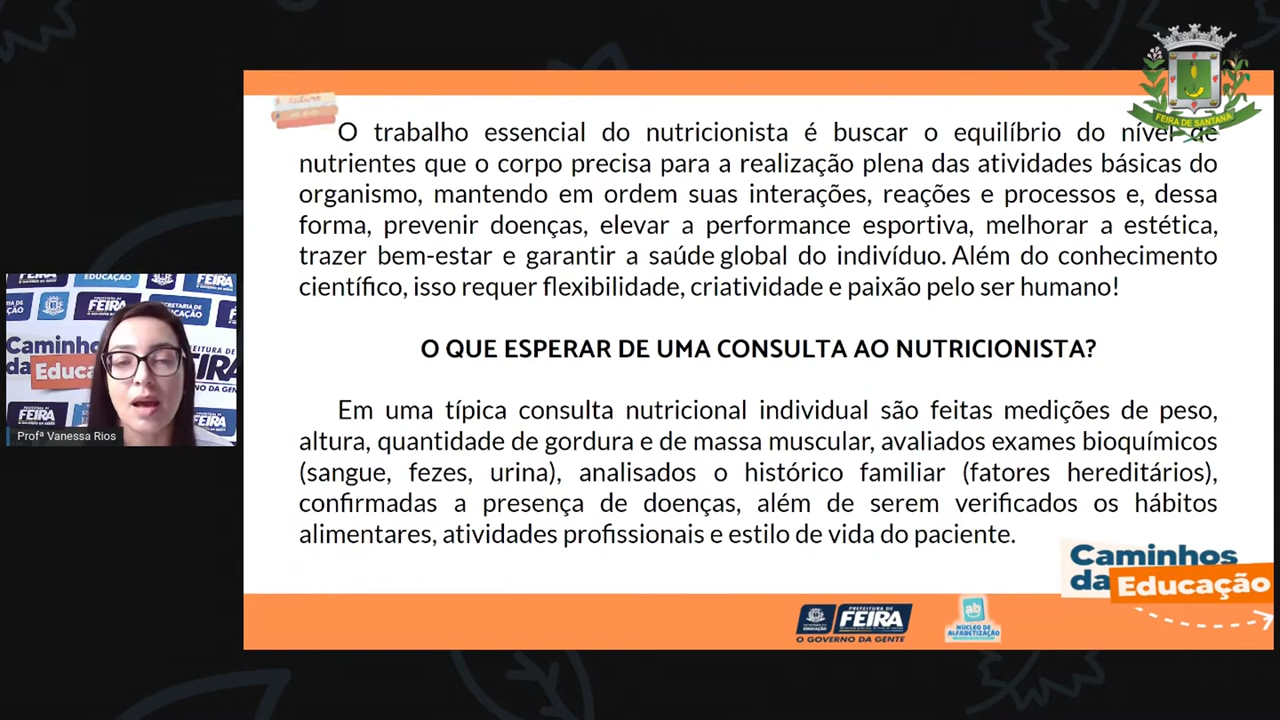 FEIRA DE SANTANA
O trabalho essencial do nutricionista é buscar o equilíbrio do nível de
nutrientes que o corpo precisa para a realização plena das atividades básicas do
organismo, mantendo em ordem suas interações, reações e processos e, dessa
forma, prevenir doenças, elevar a performance esportiva, melhorar a estética,
trazer bem-estar e garantir a saúde global do indivíduo. Além do conhecimento
científico, isso requer flexibilidade, criatividade e paixão pelo ser humano!
O QUE ESPERAR DE UMA CONSULTA AO NUTRICIONISTA?
Em uma típica consulta nutricional individual são feitas medições de peso,
altura, quantidade de gordura e de massa muscular, avaliados exames bioquímicos
(sangue, fezes, urina), analisados o histórico familiar (fatores hereditários),
confirmadas a presença de doenças, além de serem verificados os hábitos
alimentares, atividades profissionais e estilo de vida do paciente.
Profª Vanessa Rios
Caminhos
da Educação
PREFEITURA DE
FEIRA
O GOVERNO DA GENTE
ab
NÚCLEO DE
ALFABETIZAÇÃO